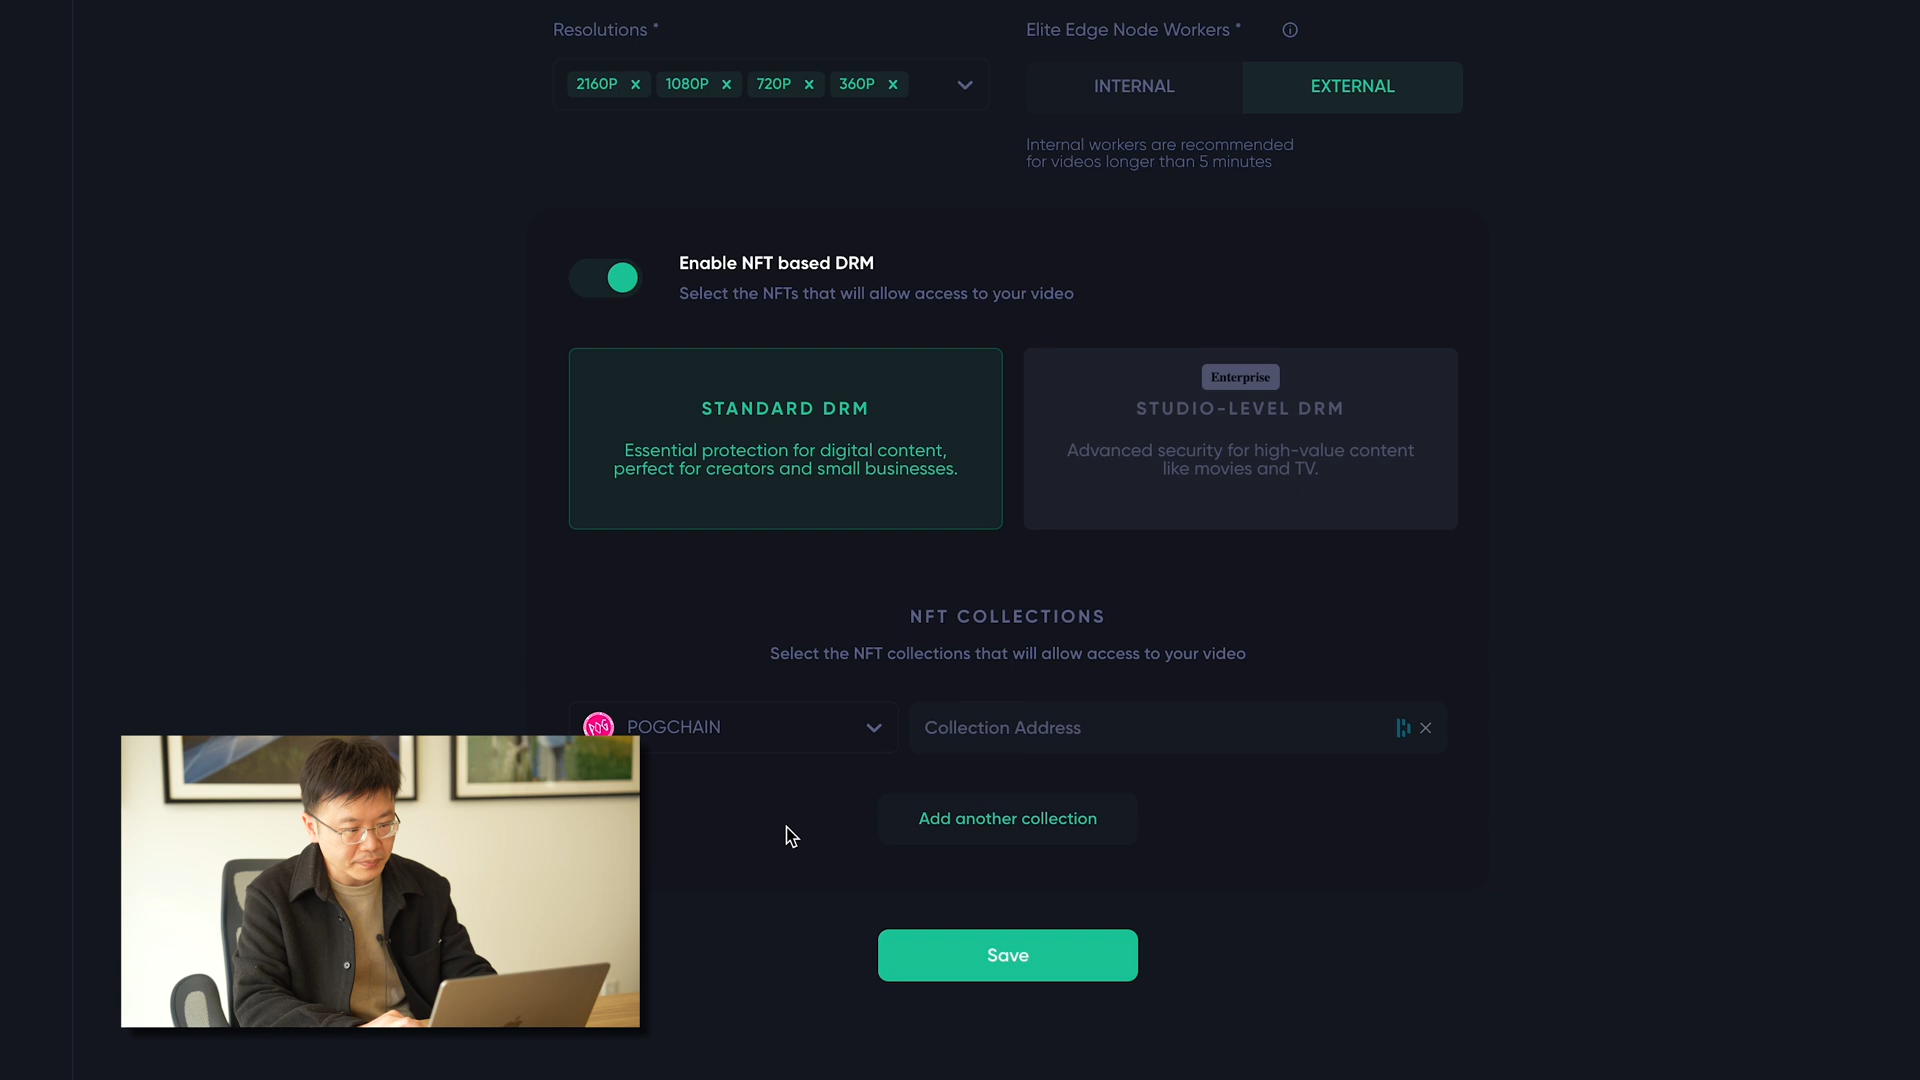 Resolutions *
Elite Edge Node Workers *
2160P
1080P
720P
360P
INTERNAL
EXTERNAL
Internal workers are recommended
for videos longer than 5 minutes
Enable NFT based DRM
Select the NFTs that will allow access to your video
STANDARD DRM
Essential protection for digital content,
perfect for creators and small businesses.
Enterprise
STUDIO-LEVEL DRM
Advanced security for high-value content
like movies and TV.
NFT COLLECTIONS
Select the NFT collections that will allow access to your video
POG
POGCHAIN
Collection Address
Add another collection
Save